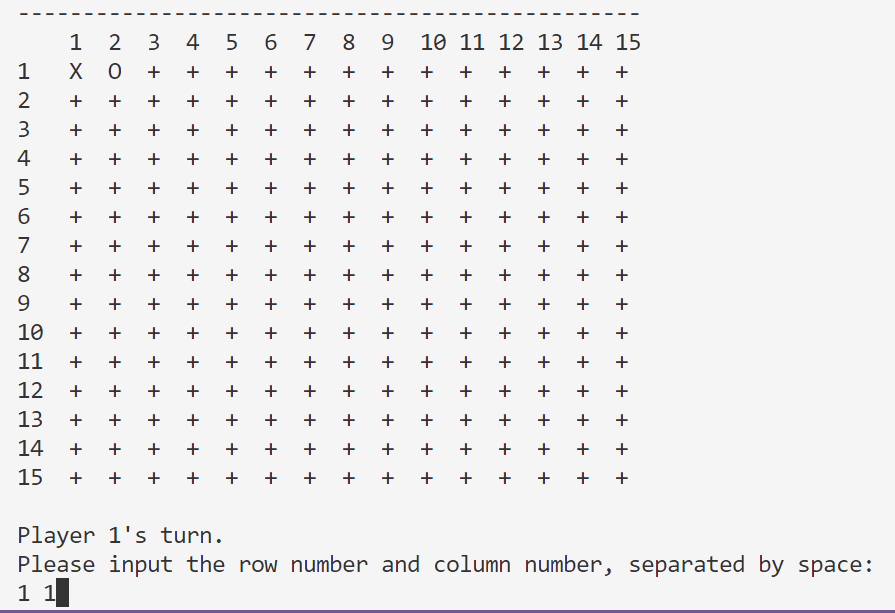 ------------------------------------------------
    1  2  3  4  5  6  7  8  9  10 11 12 13 14 15
1   X  O  +  +  +  +  +  +  +  +  +  +  +  +  +
2   +  +  +  +  +  +  +  +  +  +  +  +  +  +  +
3   +  +  +  +  +  +  +  +  +  +  +  +  +  +  +
4   +  +  +  +  +  +  +  +  +  +  +  +  +  +  +
5   +  +  +  +  +  +  +  +  +  +  +  +  +  +  +
6   +  +  +  +  +  +  +  +  +  +  +  +  +  +  +
7   +  +  +  +  +  +  +  +  +  +  +  +  +  +  +
8   +  +  +  +  +  +  +  +  +  +  +  +  +  +  +
9   +  +  +  +  +  +  +  +  +  +  +  +  +  +  +
10  +  +  +  +  +  +  +  +  +  +  +  +  +  +  +
11  +  +  +  +  +  +  +  +  +  +  +  +  +  +  +
12  +  +  +  +  +  +  +  +  +  +  +  +  +  +  +
13  +  +  +  +  +  +  +  +  +  +  +  +  +  +  +
14  +  +  +  +  +  +  +  +  +  +  +  +  +  +  +
15  +  +  +  +  +  +  +  +  +  +  +  +  +  +  +
Player 1's turn.
Please input the row number and column number, separated by space:
1 1